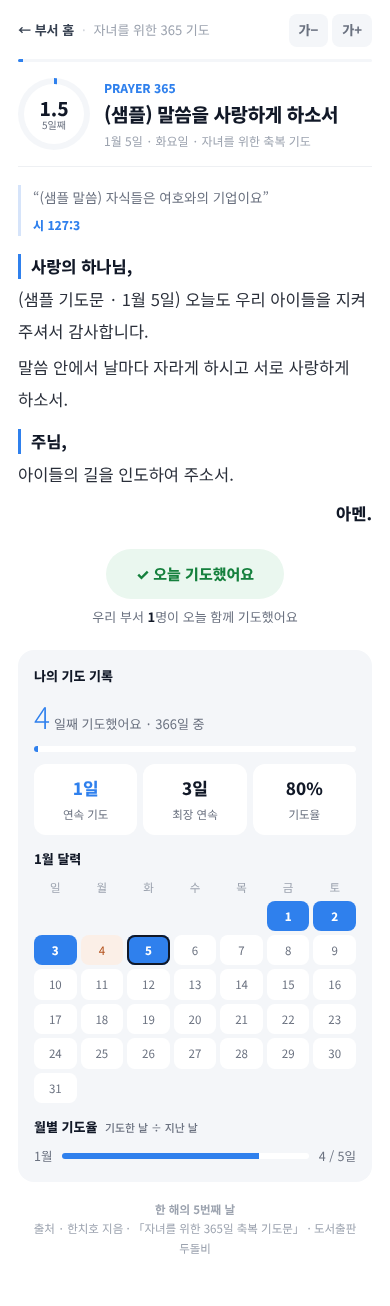 ← 부서 홈 · 자녀를 위한 365 기도 가− 가+
1.5
5일째
PRAYER 365
(샘플) 말씀을 사랑하게 하소서
1월 5일 · 화요일 · 자녀를 위한 축복 기도
“(샘플 말씀) 자식들은 여호와의 기업이요”
시 127:3
사랑의 하나님,
(샘플 기도문 · 1월 5일) 오늘도 우리 아이들을 지켜
주셔서 감사합니다.
말씀 안에서 날마다 자라게 하시고 서로 사랑하게
하소서.
주님,
아이들의 길을 인도하여 주소서.
아멘.
✓ 오늘 기도했어요
우리 부서 1명이 오늘 함께 기도했어요
나의 기도 기록
4 일째 기도했어요 · 366일 중
1일 3일 80%
연속 기도 최장 연속 기도율
1월 달력
일 월 화 수 목 금 토
1 2
3 4 5 6 7 8 9
10 11 12 13 14 15 16
17 18 19 20 21 22 23
24 25 26 27 28 29 30
31
월별 기도율 기도한 날 ÷ 지난 날
1월 4 / 5일
한 해의 5번째 날
출처 · 한치호 지음 · 「자녀를 위한 365일 축복 기도문」 · 도서출판
두돌비